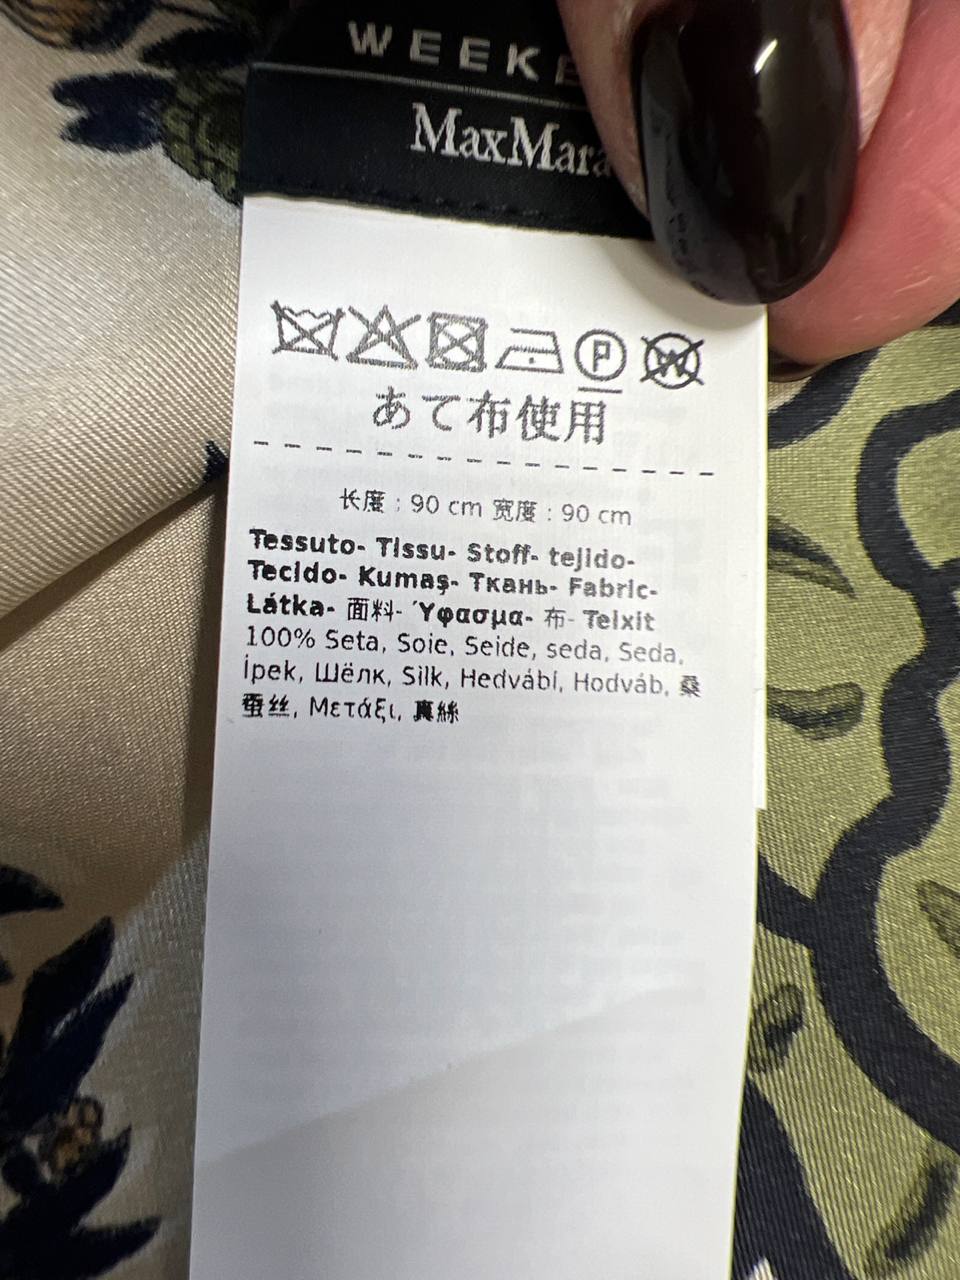 WEEKE
MaxMara
P W
あて布使用
长度：90 cm 宽度：90 cm
Tessuto- Tissu- Stoff- tejido-
Tecido- Kumaş- Ткань- Fabric-
Látka- 面料- Ύφασμα- 布- Teixit
100% Seta, Soie, Seide, seda, Seda,
İpek, Шёлк, Silk, Hedvábí, Hodváb, 桑
蚕丝, Μετάξι, 真絲